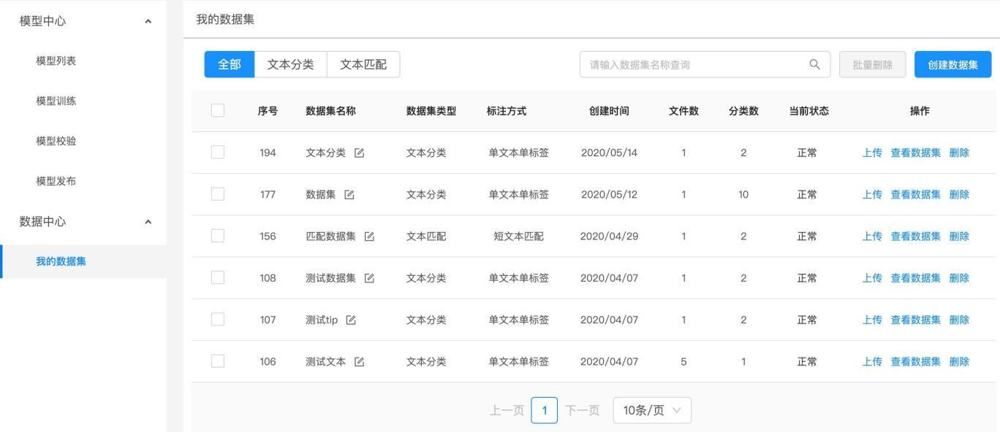 模型中心
模型列表
模型训练
模型校验
模型发布
数据中心
我的数据集
我的数据集
全部 文本分类 文本匹配 请输入数据集名称查询 批量删除 创建数据集
序号 数据集名称 数据集类型 标注方式 创建时间 文件数 分类数 当前状态 操作
194 文本分类 文本分类 单文本单标签 2020/05/14 1 2 正常 上传 查看数据集 删除
177 数据集 文本分类 单文本单标签 2020/05/12 1 10 正常 上传 查看数据集 删除
156 匹配数据集 文本匹配 短文本匹配 2020/04/29 1 2 正常 上传 查看数据集 删除
108 测试数据集 文本分类 单文本单标签 2020/04/07 1 2 正常 上传 查看数据集 删除
107 测试tip 文本分类 单文本单标签 2020/04/07 1 2 正常 上传 查看数据集 删除
106 测试文本 文本分类 单文本单标签 2020/04/07 5 1 正常 上传 查看数据集 删除
上一页 1 下一页 10条/页